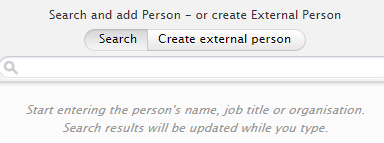 Search and add Person - or create External Person
Search Create external person
Start entering the person's name, job title or organisation.
Search results will be updated while you type.